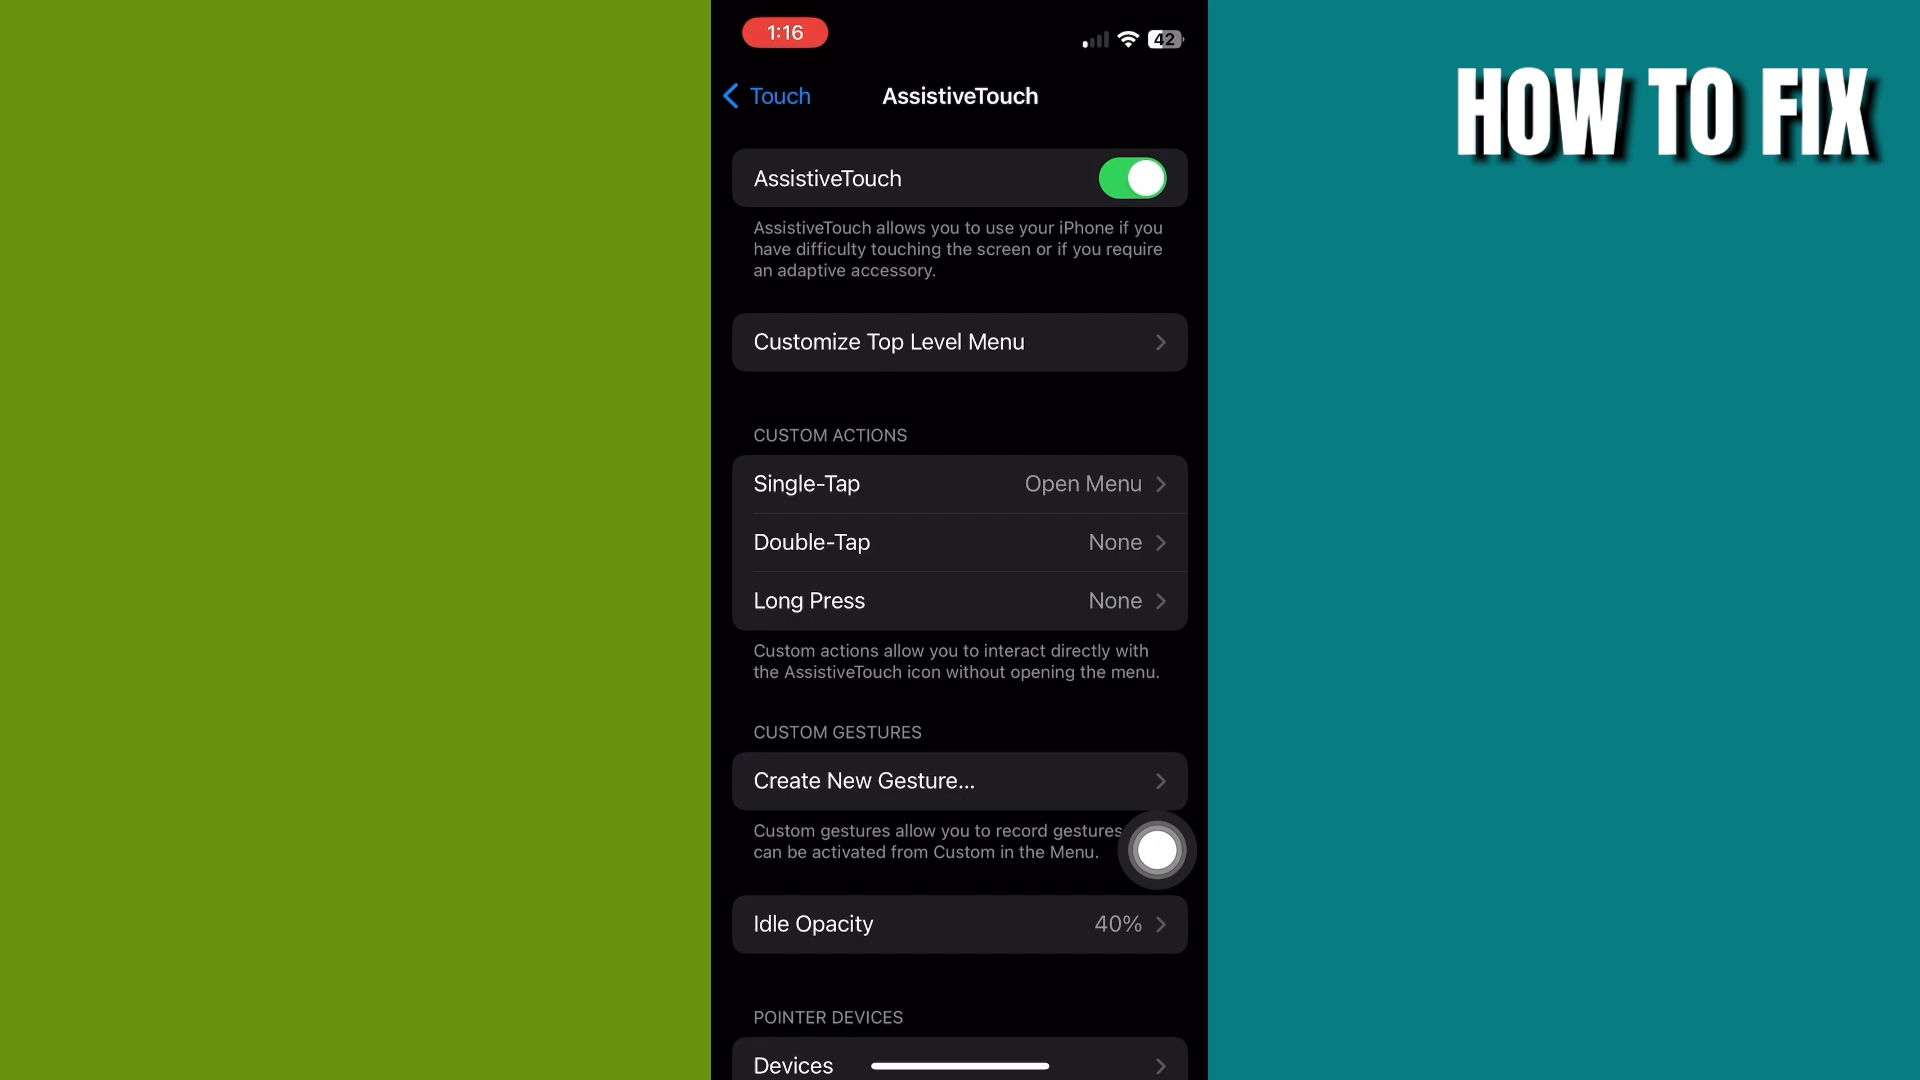 1:16
42
HOW TO FIX
Touch
AssistiveTouch
AssistiveTouch
AssistiveTouch allows you to use your iPhone if you
have difficulty touching the screen or if you require
an adaptive accessory.
Customize Top Level Menu
CUSTOM ACTIONS
Single-Tap Open Menu
Double-Tap None
Long Press None
Custom actions allow you to interact directly with
the AssistiveTouch icon without opening the menu.
CUSTOM GESTURES
Create New Gesture...
Custom gestures allow you to record gestures
can be activated from Custom in the Menu.
Idle Opacity 40%
POINTER DEVICES
Devices